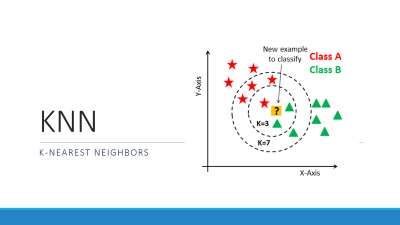 KNN
K-NEAREST NEIGHBORS
New example
to classify
Class A
Class B
Y-Axis
?
K=3
K=7
X-Axis